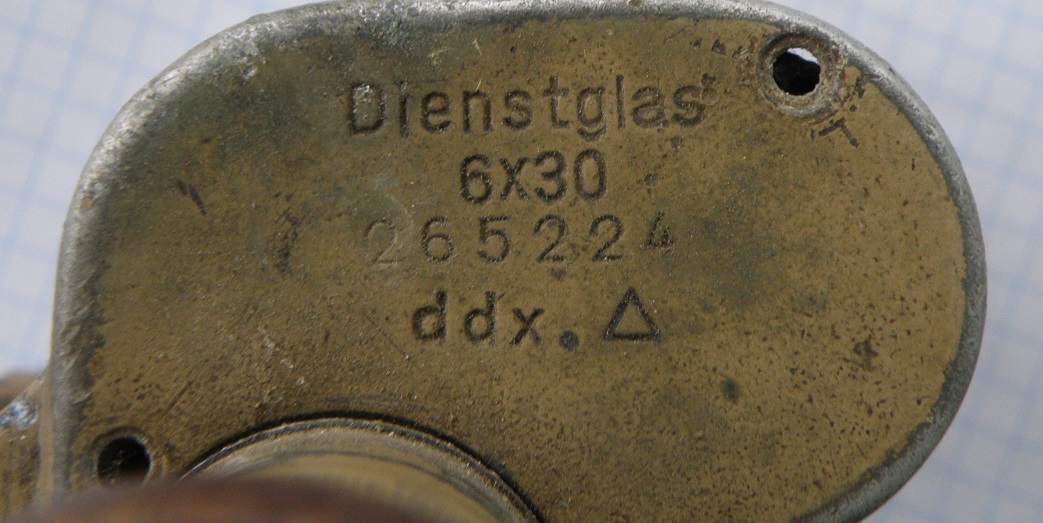 Dienstglas
6x30
265224
ddx. △